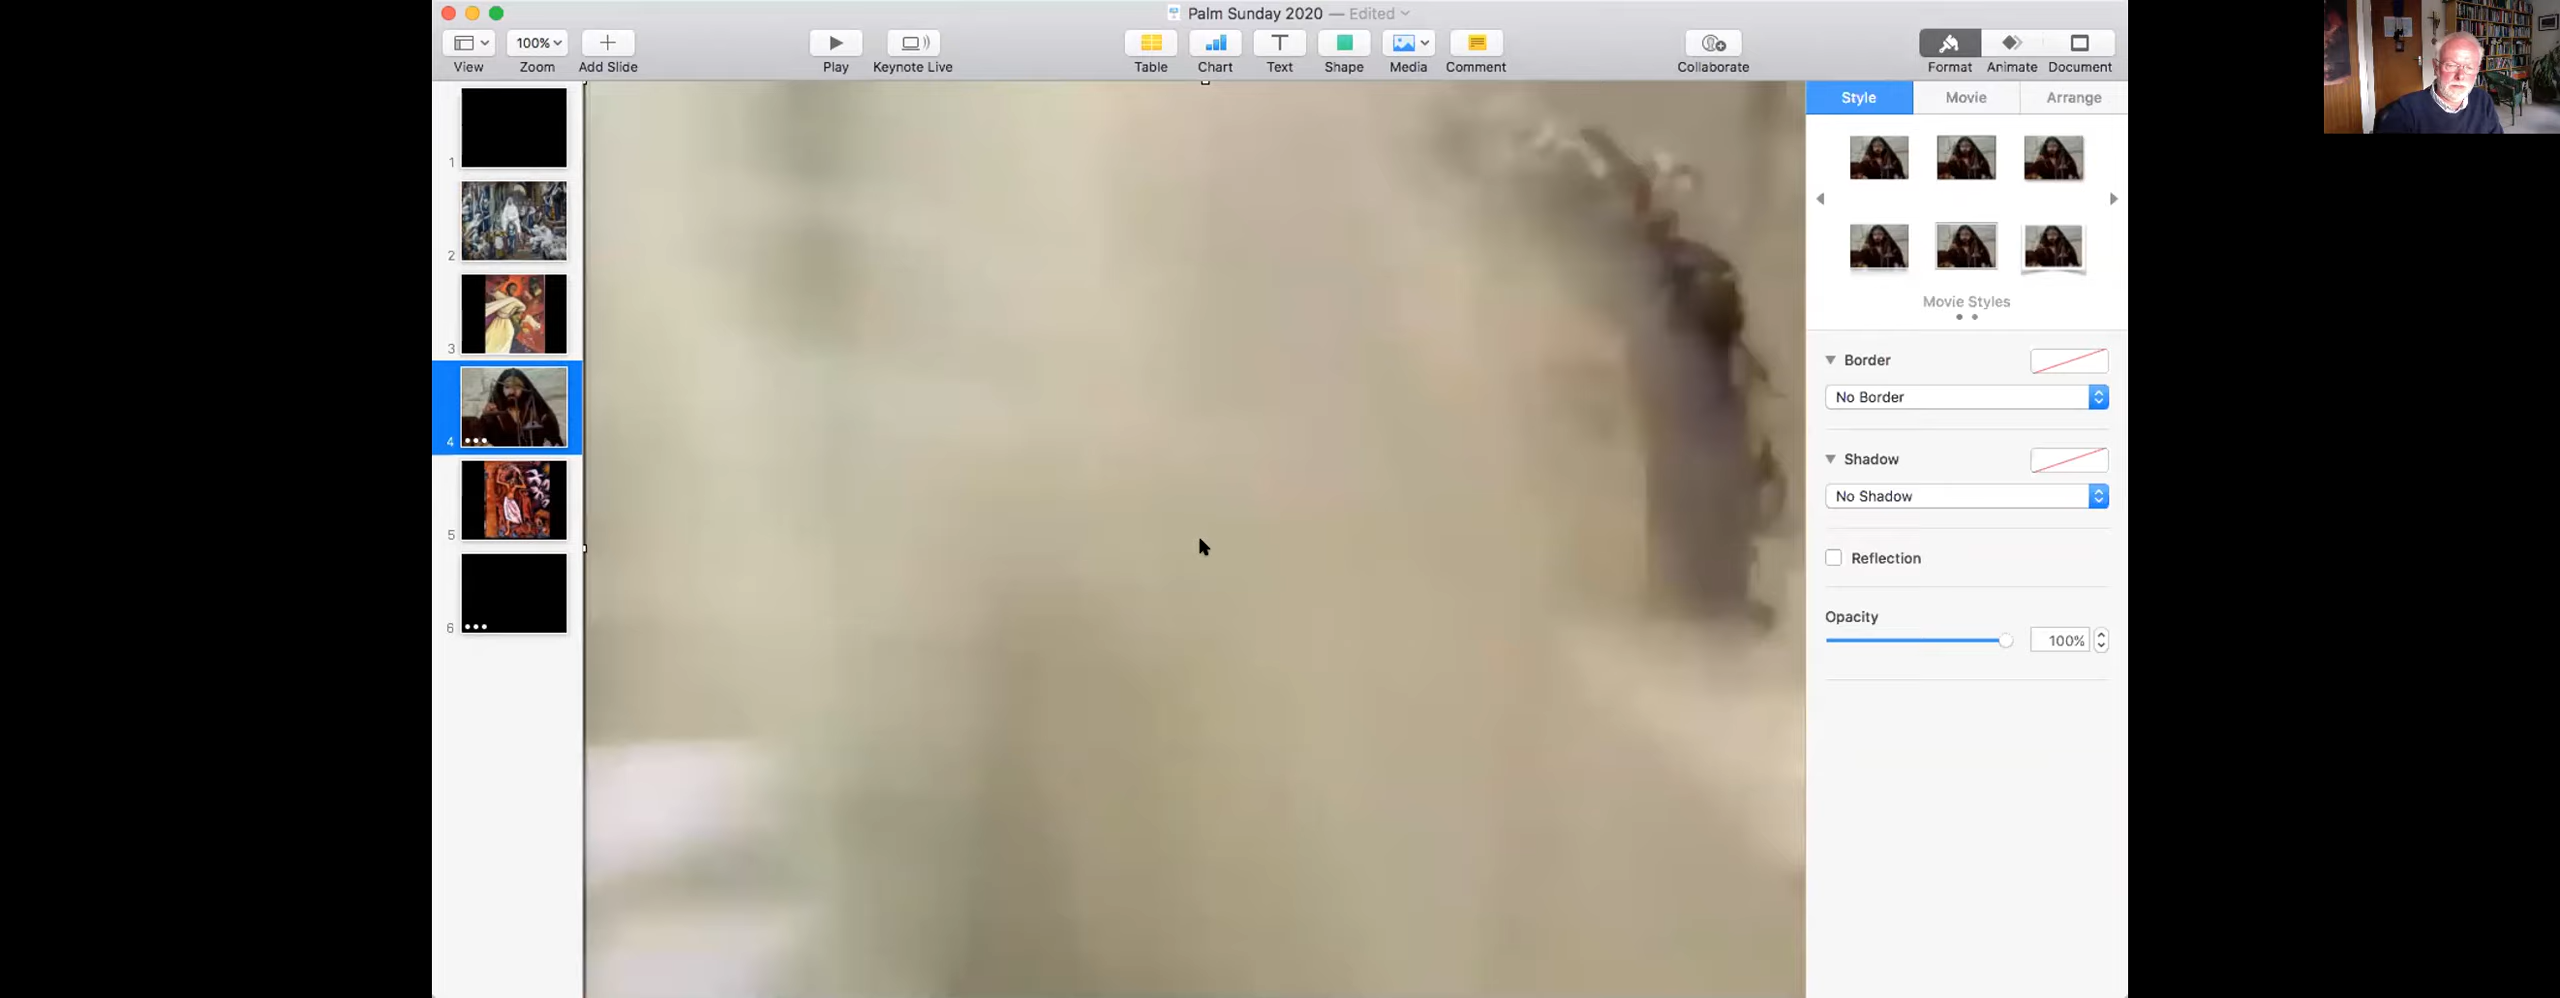 Palm Sunday 2020 — Edited
100%
View Zoom Add Slide Play Keynote Live Table Chart Text Shape Media Comment Collaborate Format Animate Document
Style Movie Arrange
1
2
3
4
5
6
Movie Styles
Border
No Border
Shadow
No Shadow
Reflection
Opacity
100%